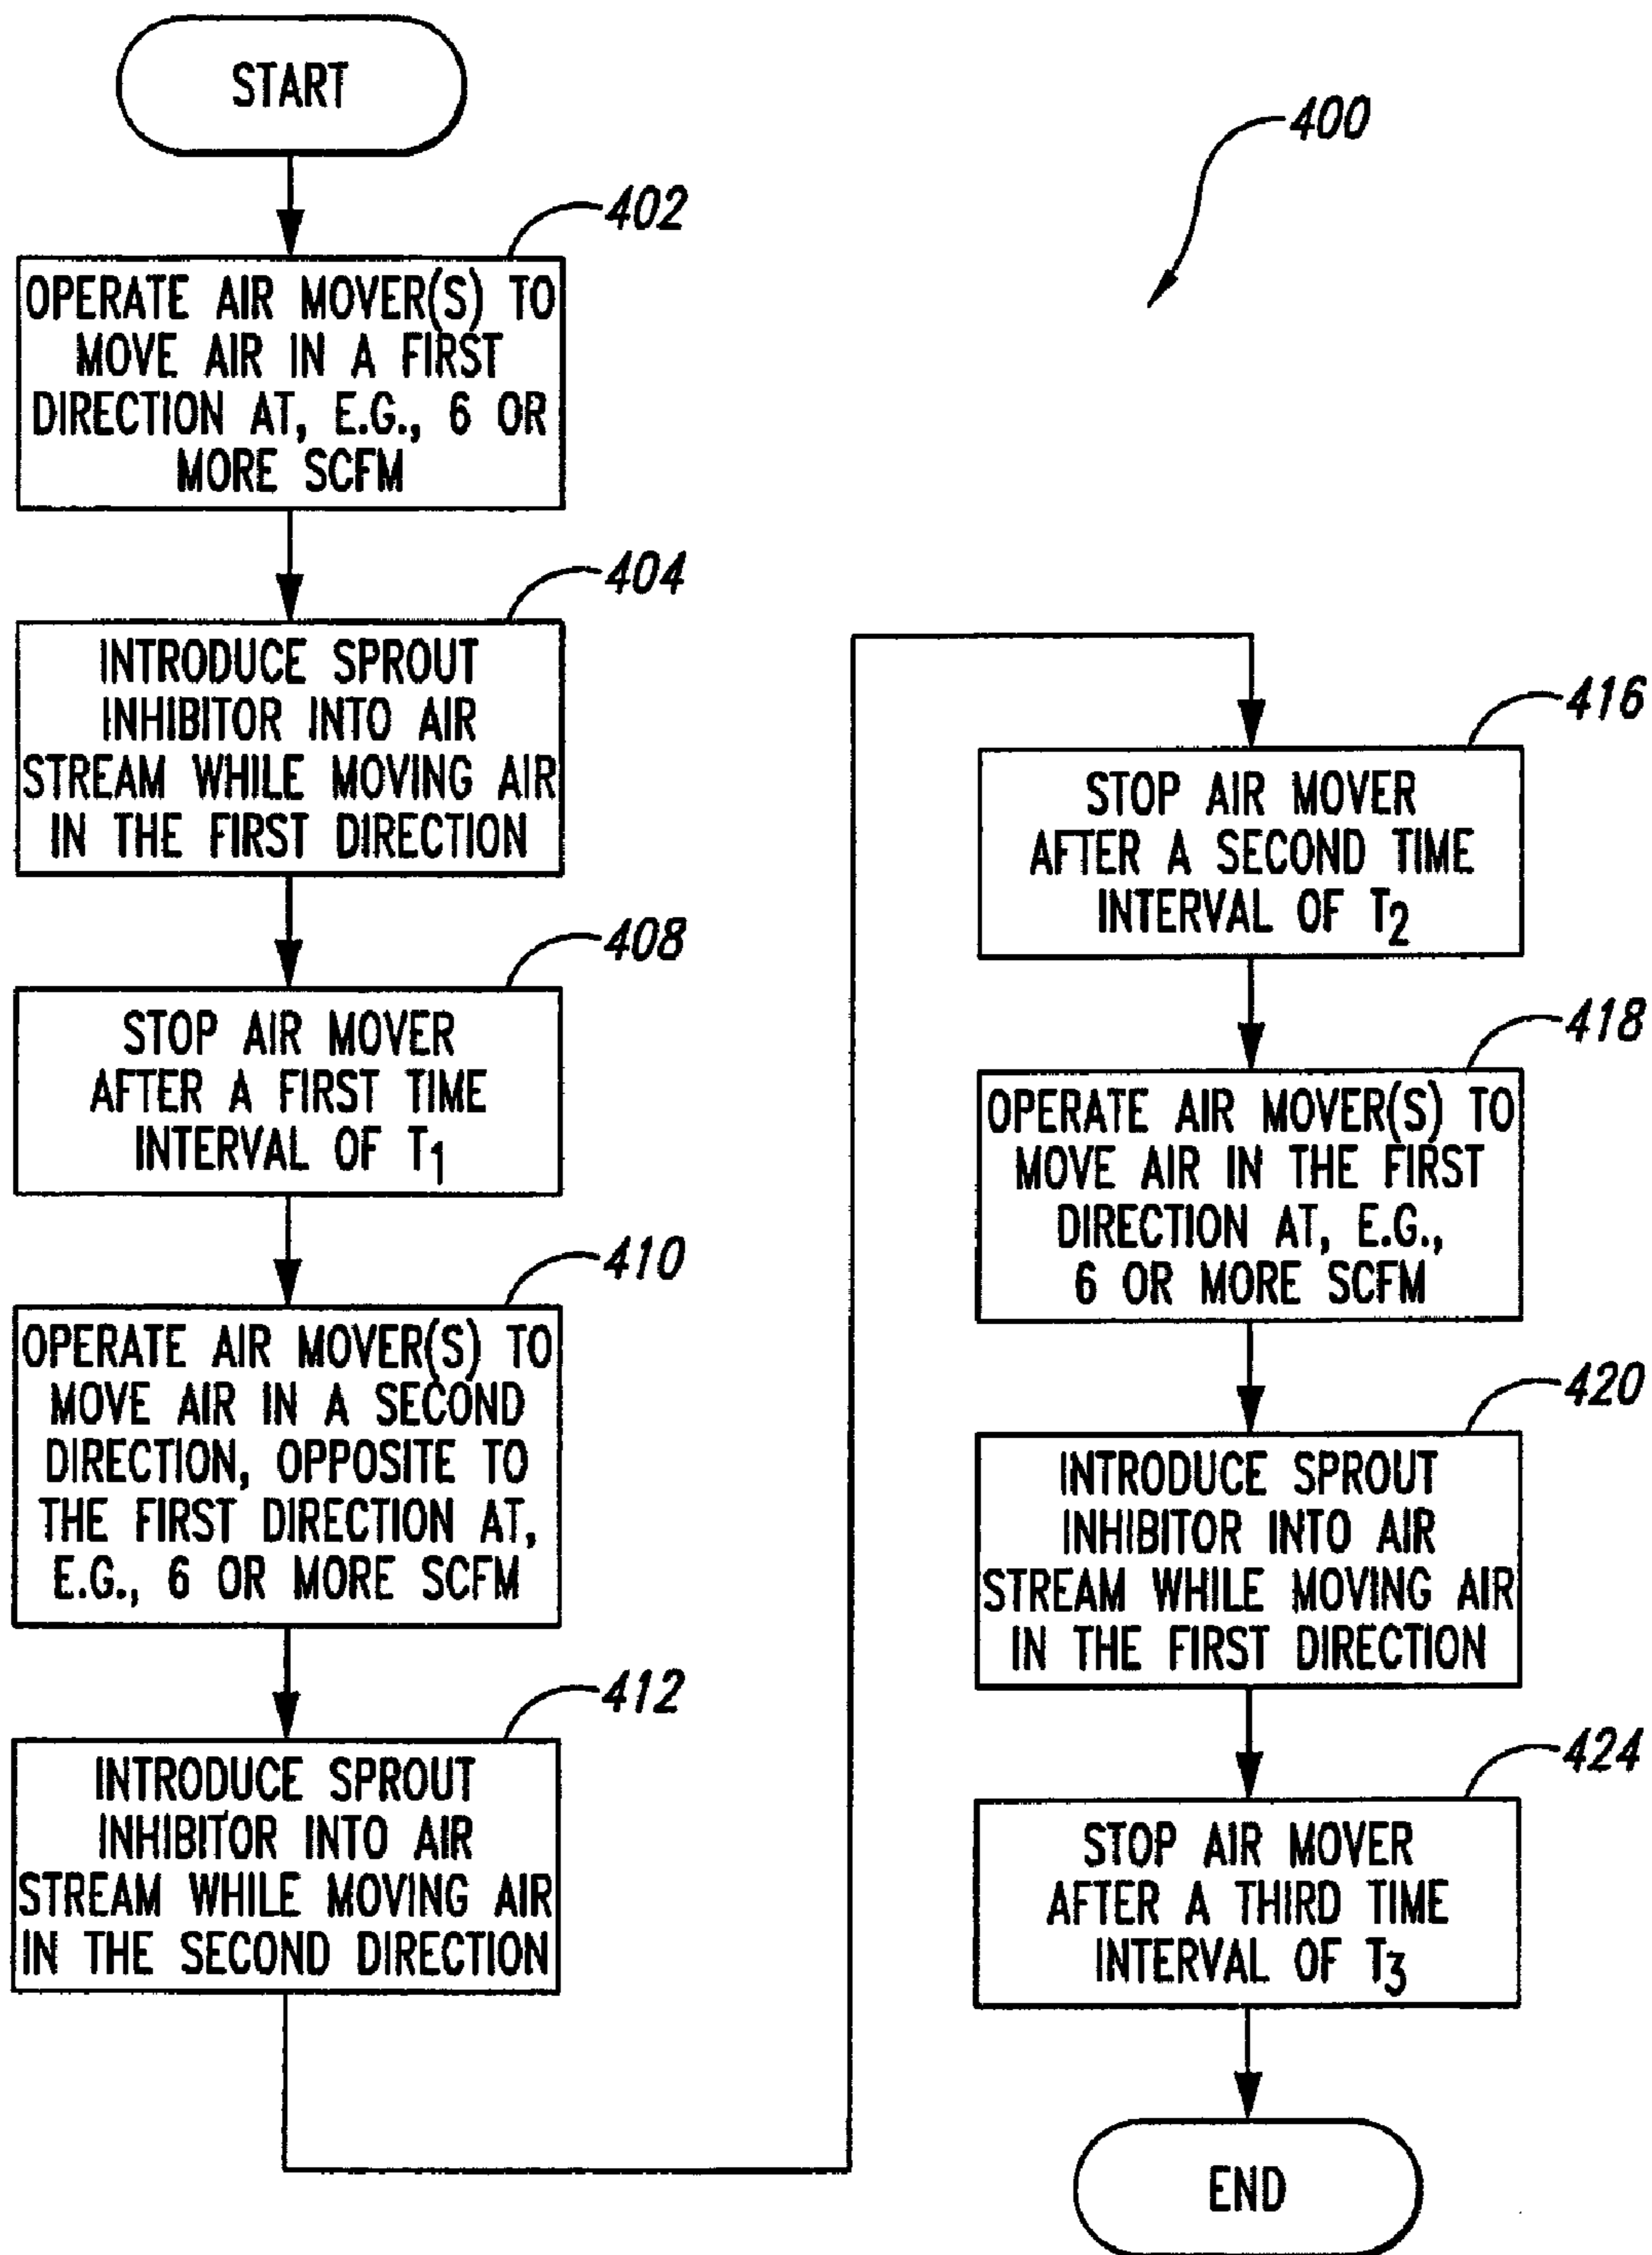 START
400
402
OPERATE AIR MOVER(S) TO
MOVE AIR IN A FIRST
DIRECTION AT, E.G., 6 OR
MORE SCFM
404
INTRODUCE SPROUT
INHIBITOR INTO AIR
STREAM WHILE MOVING AIR
IN THE FIRST DIRECTION
408
STOP AIR MOVER
AFTER A FIRST TIME
INTERVAL OF T1
410
OPERATE AIR MOVER(S) TO
MOVE AIR IN A SECOND
DIRECTION, OPPOSITE TO
THE FIRST DIRECTION AT,
E.G., 6 OR MORE SCFM
412
INTRODUCE SPROUT
INHIBITOR INTO AIR
STREAM WHILE MOVING AIR
IN THE SECOND DIRECTION
416
STOP AIR MOVER
AFTER A SECOND TIME
INTERVAL OF T2
418
OPERATE AIR MOVER(S) TO
MOVE AIR IN THE FIRST
DIRECTION AT, E.G.,
6 OR MORE SCFM
420
INTRODUCE SPROUT
INHIBITOR INTO AIR
STREAM WHILE MOVING AIR
IN THE FIRST DIRECTION
424
STOP AIR MOVER
AFTER A THIRD TIME
INTERVAL OF T3
END